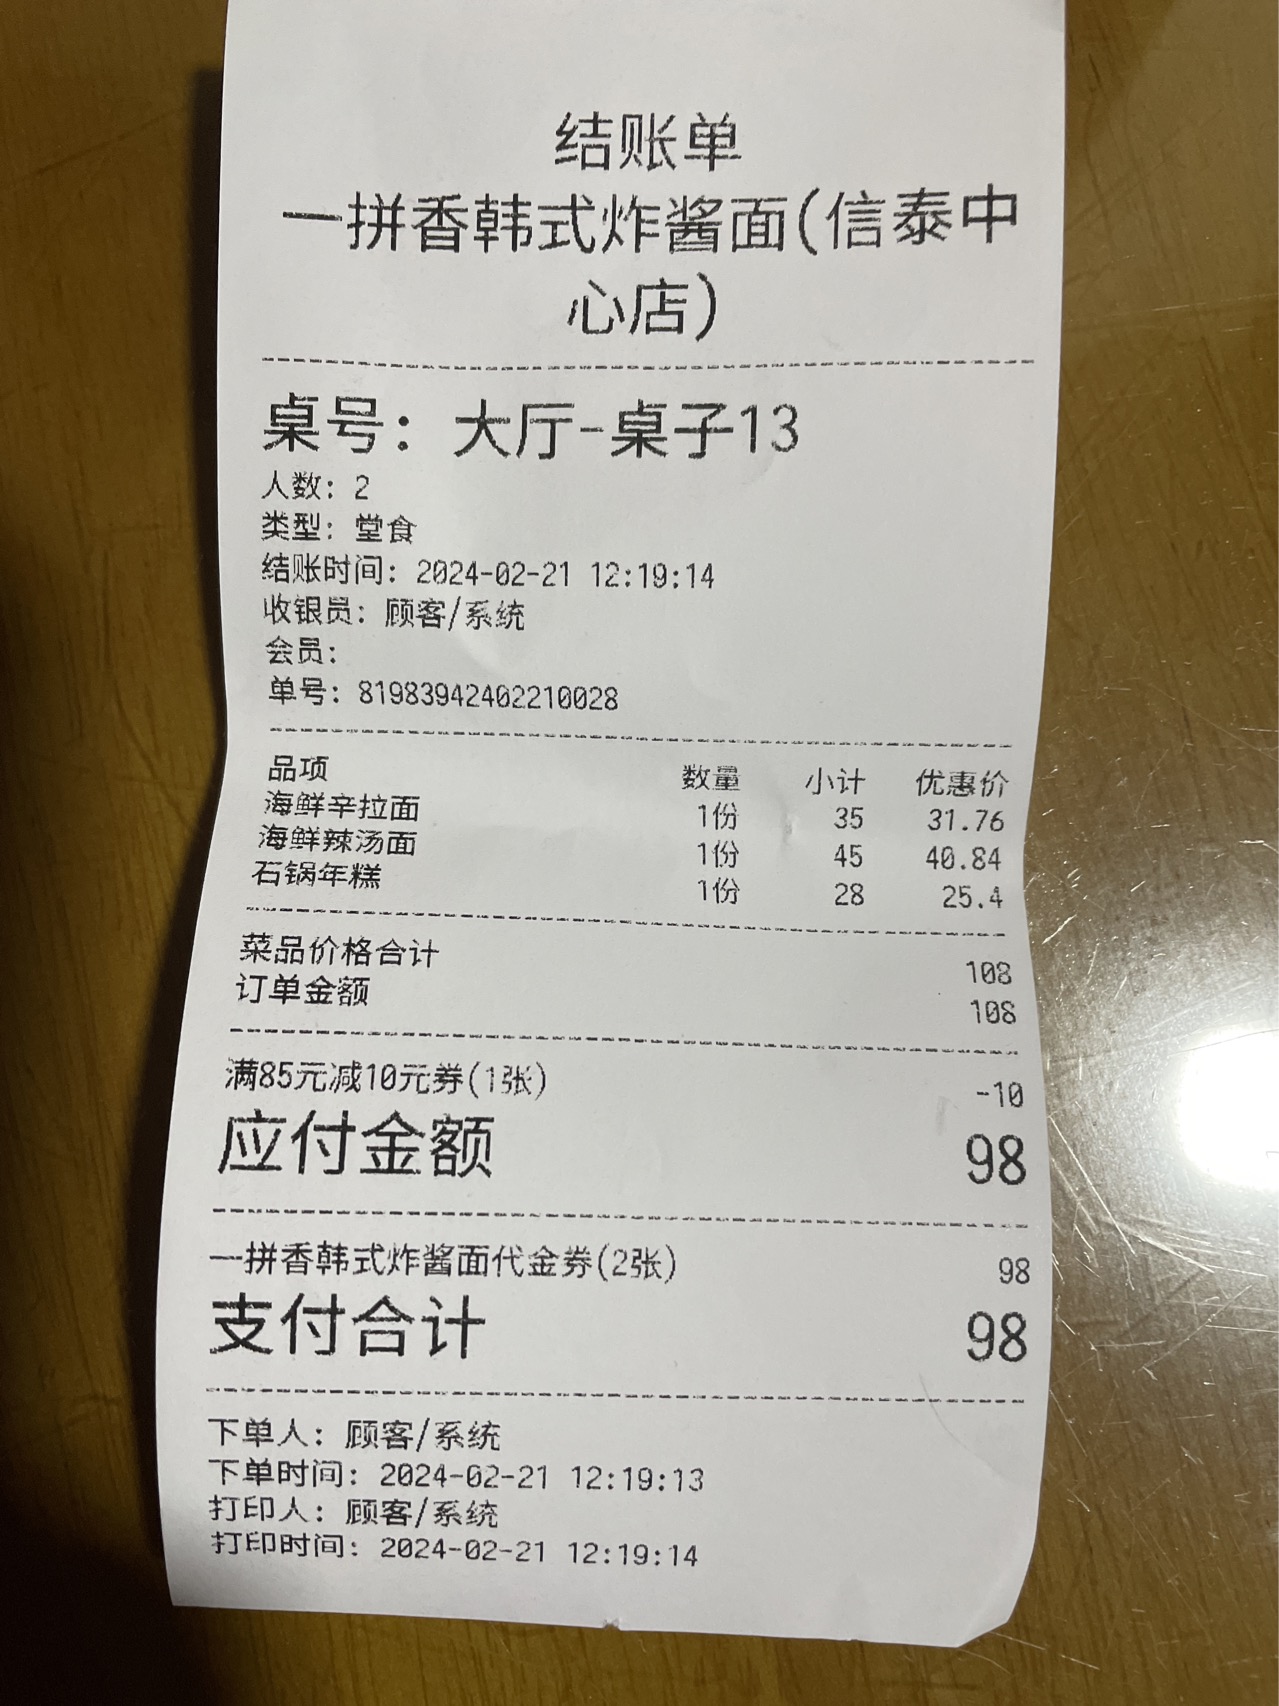 结账单
一拼香韩式炸酱面(信泰中
心店)
桌号：大厅-桌子13
人数：2
类型：堂食
结账时间：2024-02-21 12:19:14
收银员：顾客/系统
会员：
单号：81983942402210028
品项 数量 小计 优惠价
海鲜辛拉面 1份 35 31.76
海鲜辣汤面 1份 45 40.84
石锅年糕 1份 28 25.4
菜品价格合计 108
订单金额 108
满85元减10元券(1张) -10
应付金额 98
一拼香韩式炸酱面代金券(2张) 98
支付合计 98
下单人：顾客/系统
下单时间：2024-02-21 12:19:13
打印人：顾客/系统
打印时间：2024-02-21 12:19:14